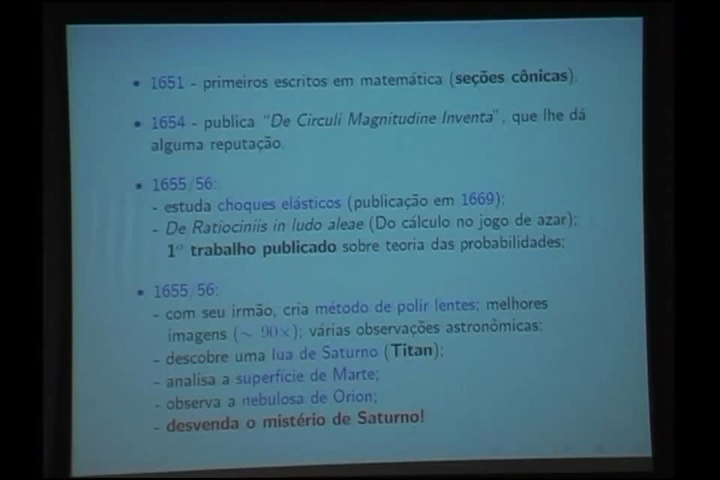 • 1651 - primeiros escritos em matemática (seções cônicas).
• 1654 - publica "De Circuli Magnitudine Inventa", que lhe dá
alguma reputação.
• 1655/56:
- estuda choques elásticos (publicação em 1669);
- De Ratiociniis in ludo aleae (Do cálculo no jogo de azar);
1º trabalho publicado sobre teoria das probabilidades;
• 1655/56:
- com seu irmão, cria método de polir lentes; melhores
imagens (∼ 90×); várias observações astronômicas:
- descobre uma lua de Saturno (Titan);
- analisa a superfície de Marte;
- observa a nebulosa de Orion;
- desvenda o mistério de Saturno!